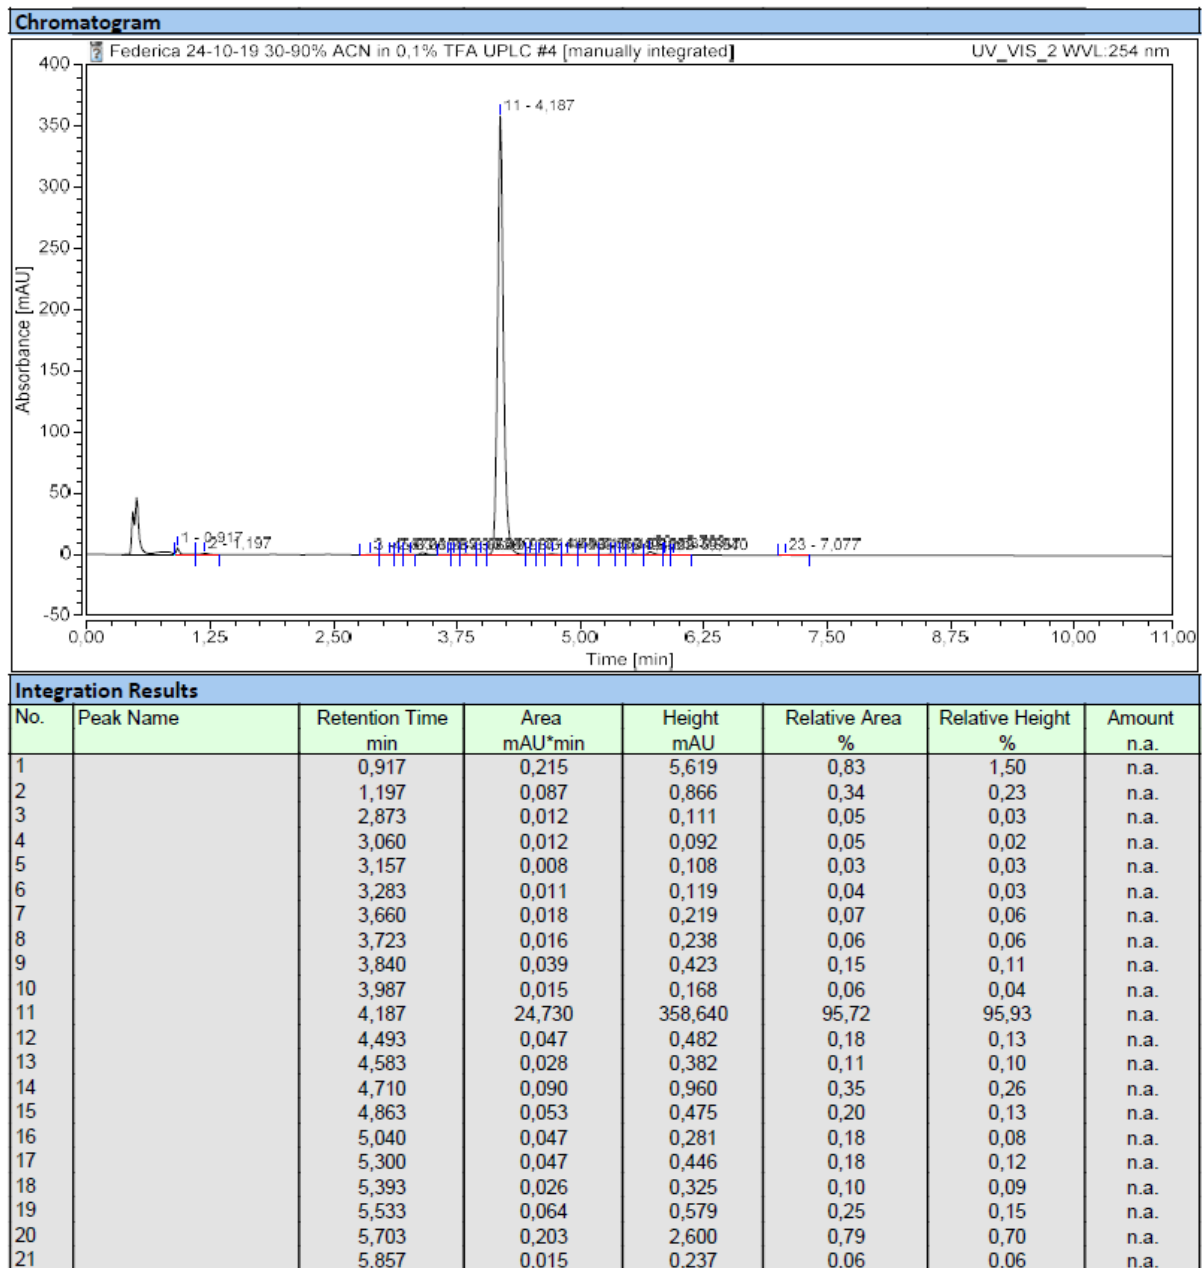 Chromatogram
Federica 24-10-19 30-90% ACN in 0,1% TFA UPLC #4 [manually integrated] UV_VIS_2 WVL:254 nm
400
350
300
250
200
150
100
50
0
-50
Absorbance [mAU]
11 - 4,187
1 - 0,917
2 - 1,197
23 - 7,077
0,00 1,25 2,50 3,75 5,00 6,25 7,50 8,75 10,00 11,00
Time [min]
Integration Results
No. Peak Name Retention Time Area Height Relative Area Relative Height Amount
min mAU*min mAU % % n.a.
1 0,917 0,215 5,619 0,83 1,50 n.a.
2 1,197 0,087 0,866 0,34 0,23 n.a.
3 2,873 0,012 0,111 0,05 0,03 n.a.
4 3,060 0,012 0,092 0,05 0,02 n.a.
5 3,157 0,008 0,108 0,03 0,03 n.a.
6 3,283 0,011 0,119 0,04 0,03 n.a.
7 3,660 0,018 0,219 0,07 0,06 n.a.
8 3,723 0,016 0,238 0,06 0,06 n.a.
9 3,840 0,039 0,423 0,15 0,11 n.a.
10 3,987 0,015 0,168 0,06 0,04 n.a.
11 4,187 24,730 358,640 95,72 95,93 n.a.
12 4,493 0,047 0,482 0,18 0,13 n.a.
13 4,583 0,028 0,382 0,11 0,10 n.a.
14 4,710 0,090 0,960 0,35 0,26 n.a.
15 4,863 0,053 0,475 0,20 0,13 n.a.
16 5,040 0,047 0,281 0,18 0,08 n.a.
17 5,300 0,047 0,446 0,18 0,12 n.a.
18 5,393 0,026 0,325 0,10 0,09 n.a.
19 5,533 0,064 0,579 0,25 0,15 n.a.
20 5,703 0,203 2,600 0,79 0,70 n.a.
21 5,857 0,015 0,237 0,06 0,06 n.a.